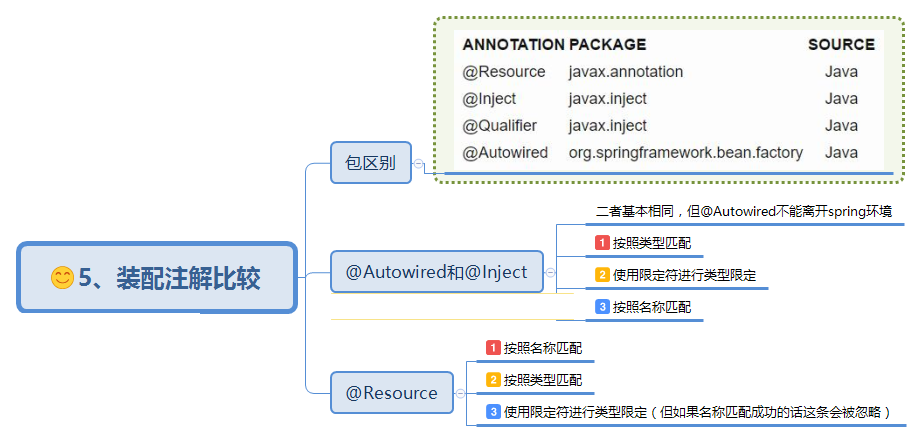 5、装配注解比较
包区别
ANNOTATION PACKAGE SOURCE
@Resource javax.annotation Java
@Inject javax.inject Java
@Qualifier javax.inject Java
@Autowired org.springframework.bean.factory Java
@Autowired和@Inject
二者基本相同，但@Autowired不能离开spring环境
1 按照类型匹配
2 使用限定符进行类型限定
3 按照名称匹配
@Resource
1 按照名称匹配
2 按照类型匹配
3 使用限定符进行类型限定（但如果名称匹配成功的话这条会被忽略）